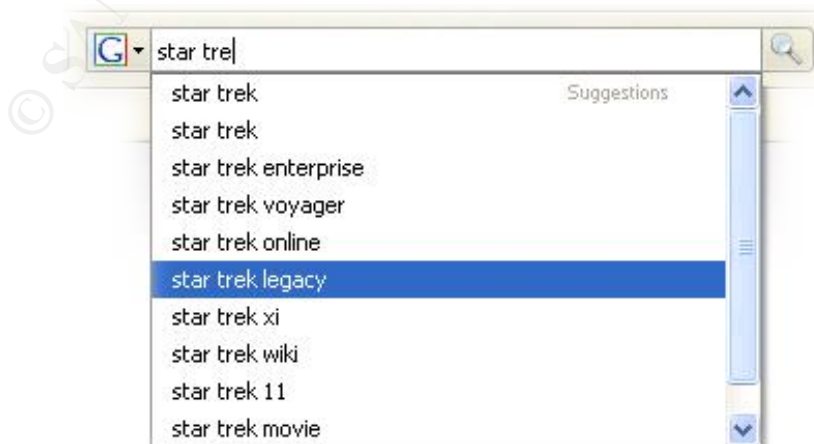 G
star tre
star trek Suggestions
star trek
star trek enterprise
star trek voyager
star trek online
star trek legacy
star trek xi
star trek wiki
star trek 11
star trek movie
©